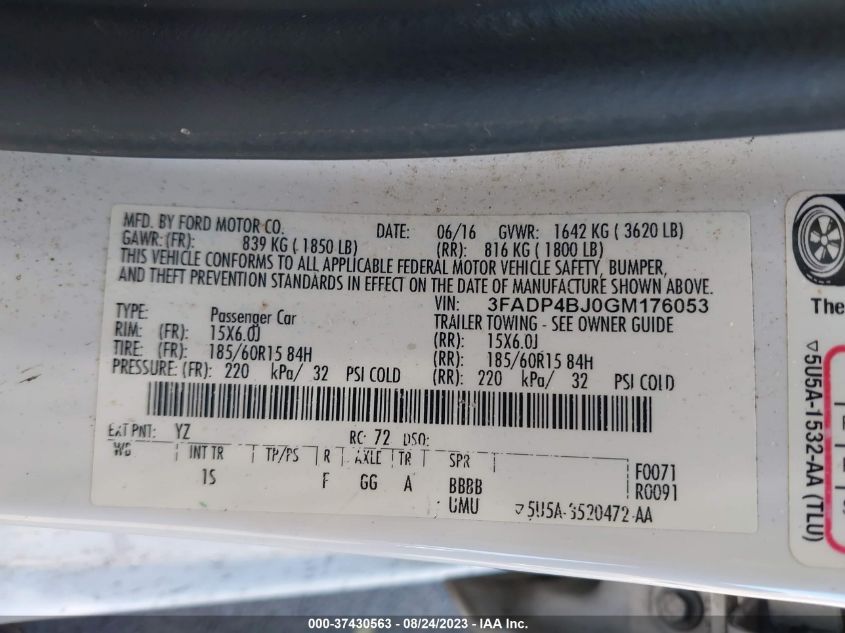 MFD. BY FORD MOTOR CO. DATE: 06/16 GVWR: 1642 KG ( 3620 LB)
GAWR: (FR): 839 KG ( 1850 LB) (RR): 816 KG ( 1800 LB)
THIS VEHICLE CONFORMS TO ALL APPLICABLE FEDERAL MOTOR VEHICLE SAFETY, BUMPER,
AND THEFT PREVENTION STANDARDS IN EFFECT ON THE DATE OF MANUFACTURE SHOWN ABOVE.
VIN: 3FADP4BJ0GM176053
TYPE: Passenger Car TRAILER TOWING - SEE OWNER GUIDE
RIM: (FR): 15X6.0J (RR): 15X6.0J
TIRE: (FR): 185/60R15 84H (RR): 185/60R15 84H
PRESSURE: (FR): 220 kPa/ 32 PSI COLD (RR): 220 kPa/ 32 PSI COLD
EXT PNT: YZ RC: 72 DSO:
WB INT TR TP/PS R AXLE TR SPR F0071
1S F GG A BBBB R0091
UMU ▽5U5A-3520472-AA
The
▽5U5A-1532-AA (TLU)
000-37430563 - 08/24/2023 - IAA Inc.